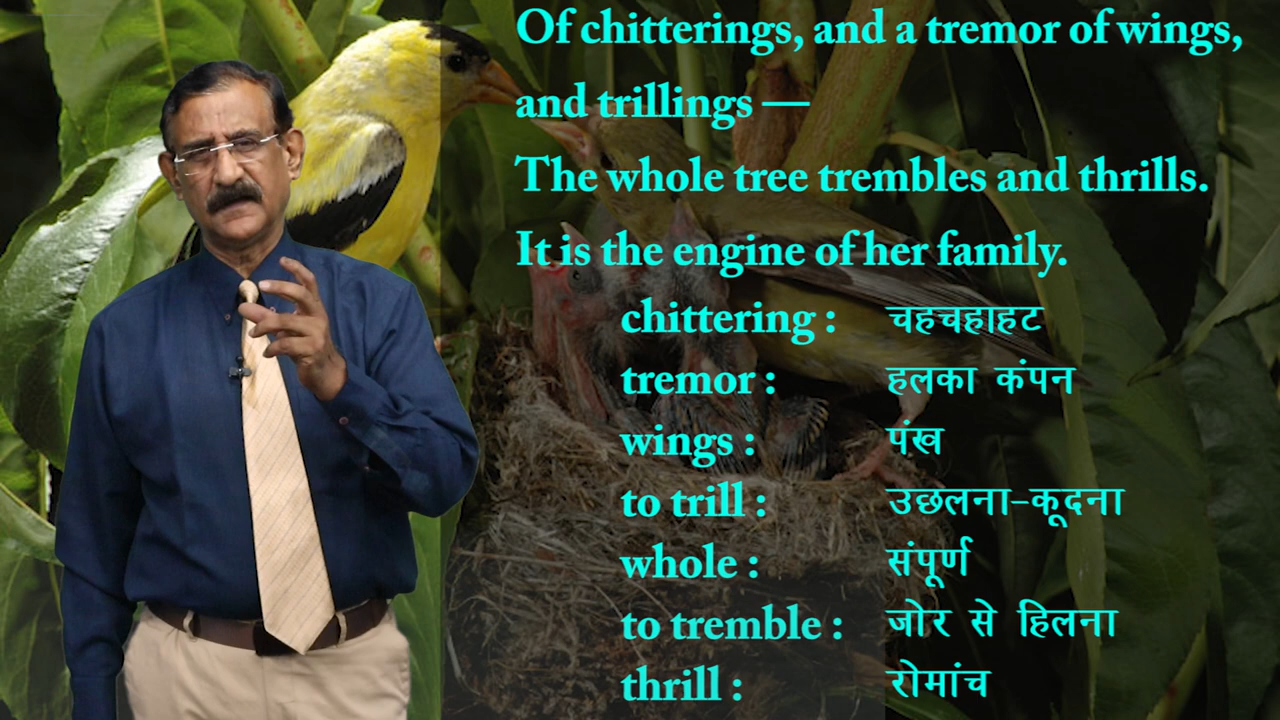 Of chitterings, and a tremor of wings,
and trillings —
The whole tree trembles and thrills.
It is the engine of her family.
chittering : चहचहाहट
tremor : हलका कंपन
wings : पंख
to trill : उछलना-कूदना
whole : संपूर्ण
to tremble : जोर से हिलना
thrill : रोमांच